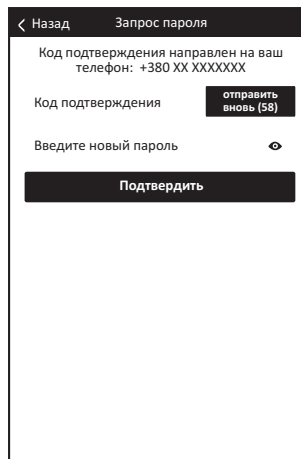 Назад Запрос пароля
Код подтверждения направлен на ваш
телефон: +380 XX XXXXXXX
Код подтверждения
отправить
вновь (58)
Введите новый пароль
Подтвердить